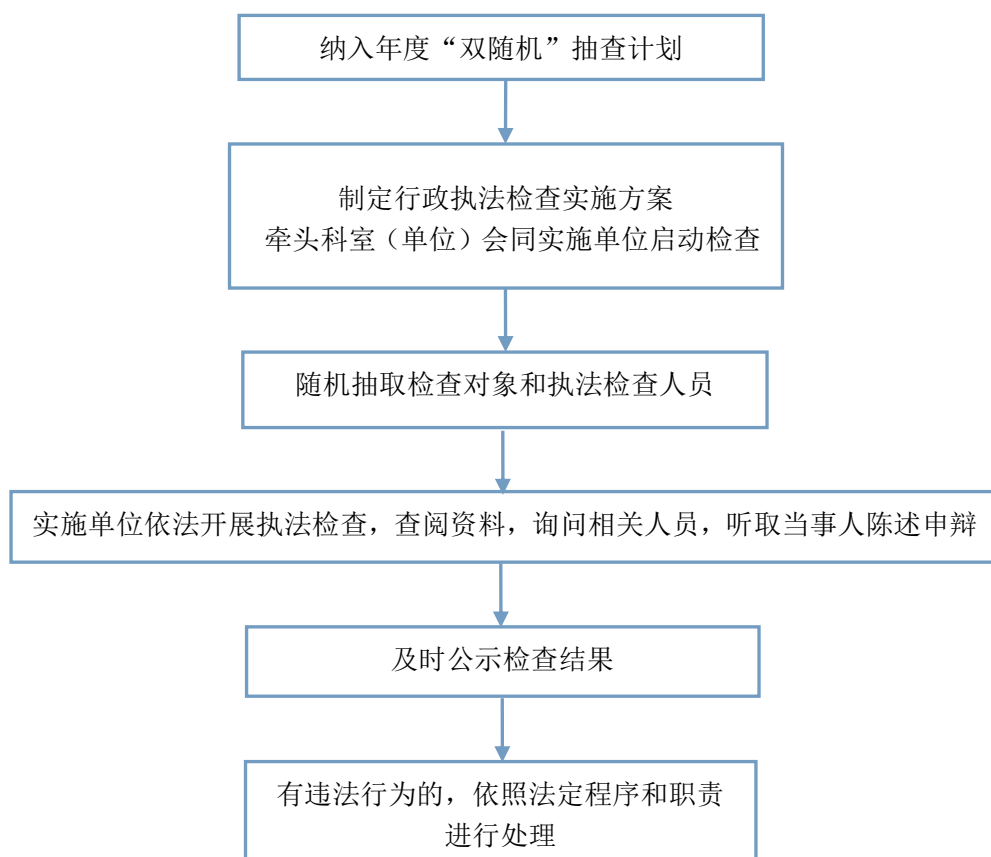 纳入年度“双随机”抽查计划
制定行政执法检查实施方案
牵头科室（单位）会同实施单位启动检查
随机抽取检查对象和执法检查人员
实施单位依法开展执法检查，查阅资料，询问相关人员，听取当事人陈述申辩
及时公示检查结果
有违法行为的，依照法定程序和职责
进行处理